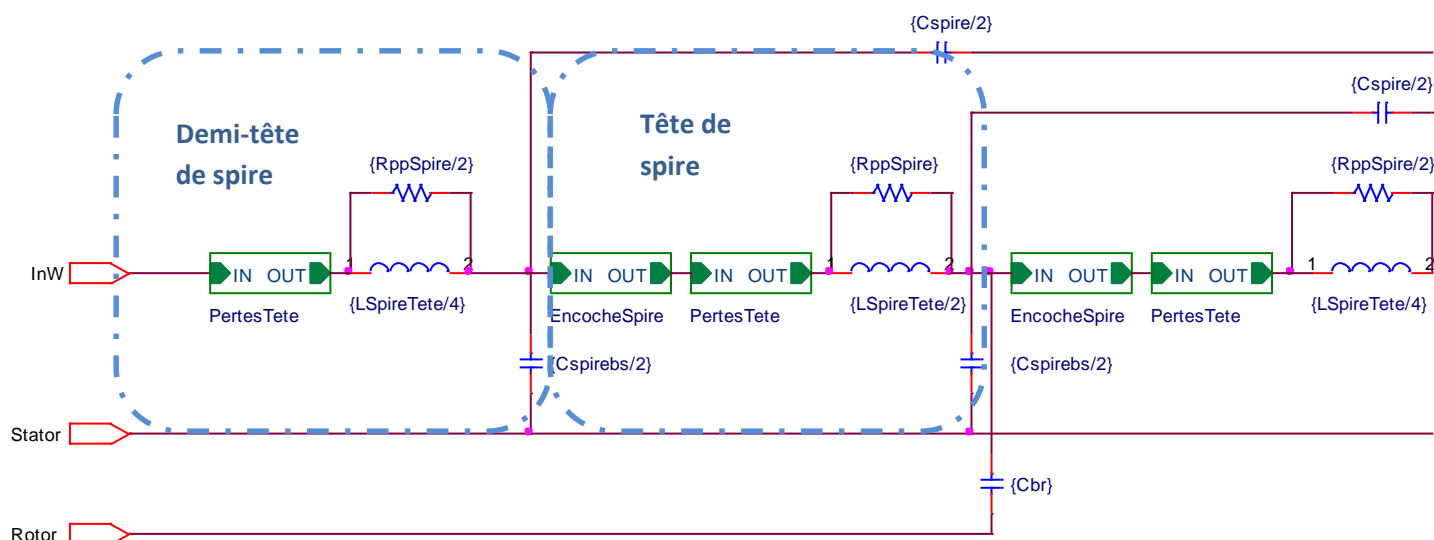 {Cspire/2}
{Cspire/2}
Demi-tête
de spire
Tête de
spire
{RppSpire/2}
{RppSpire}
{RppSpire/2}
InW
IN OUT
1
2
IN OUT
IN OUT
1
2
IN OUT
IN OUT
1
2
PertesTete
{LSpireTete/4}
EncocheSpire
PertesTete
{LSpireTete/2}
EncocheSpire
PertesTete
{LSpireTete/4}
{Cspirebs/2}
{Cspirebs/2}
Stator
{Cbr}
Rotor